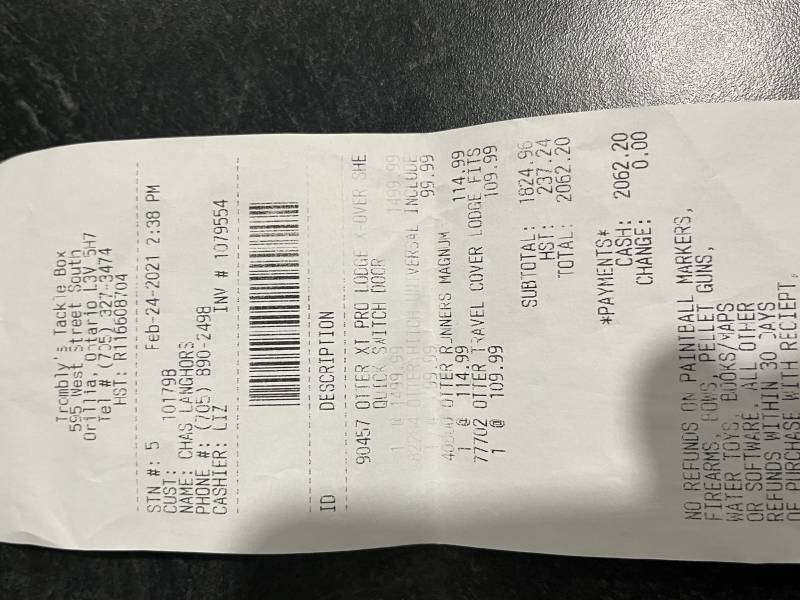 Trombly's Tackle Box
595 West Street South
Orillia, Ontario L3V 5H7
Tel # (705) 327-3474
HST: R116608704
STN #: 5 Feb-24-2021 2:38 PM
CUST: 101798
NAME: CHAS LANGHORS
PHONE #: (705) 890-2498
CASHIER: LIZ INV # 1079554
ID DESCRIPTION
90457 OTTER XT PRO LODGE X-OVER SHE
QUICK SWITCH DOOR
1 @ 1499.99 1499.99
OTTER HITCH UNIVERSAL INCLUDE
1 @ 99.99 99.99
OTTER RUNNERS MAGNUM
1 @ 114.99 114.99
77702 OTTER TRAVEL COVER LODGE FITS
1 @ 109.99 109.99
SUBTOTAL: 1824.96
HST: 237.24
TOTAL: 2062.20
*PAYMENTS*
CASH: 2062.20
CHANGE: 0.00
NO REFUNDS ON PAINTBALL MARKERS,
FIREARMS, BOWS, PELLET GUNS,
WATER TOYS, BOOKS/MAPS
OR SOFTWARE. ALL OTHER
REFUNDS WITHIN 30 DAYS
OF PURCHASE WITH RECIEPT.